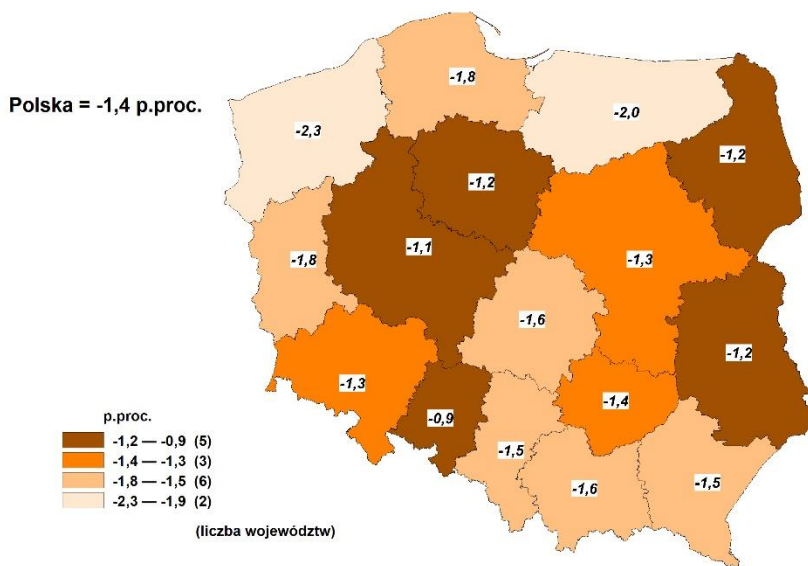 -1,8
Polska = -1,4 p.proc.
-2,3
-2,0
-1,2
-1,2
-1,1
-1,8
-1,3
-1,6
-1,2
-1,3
-1,4
-0,9
-1,5
-1,6
-1,5
p.proc.
-1,2 — -0,9 (5)
-1,4 — -1,3 (3)
-1,8 — -1,5 (6)
-2,3 — -1,9 (2)
(liczba województw)